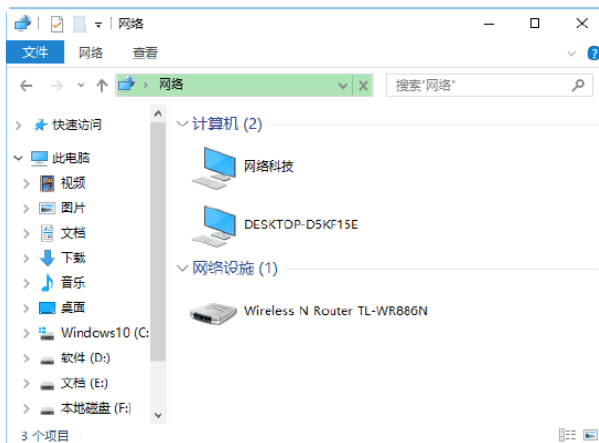 网络
文件 网络 查看
网络 搜索"网络"
快速访问
此电脑
视频
图片
文档
下载
音乐
桌面
Windows10 (C:
软件 (D:)
文档 (E:)
本地磁盘 (F:)
计算机 (2)
网络科技
DESKTOP-D5KF15E
网络设施 (1)
Wireless N Router TL-WR886N
3 个项目